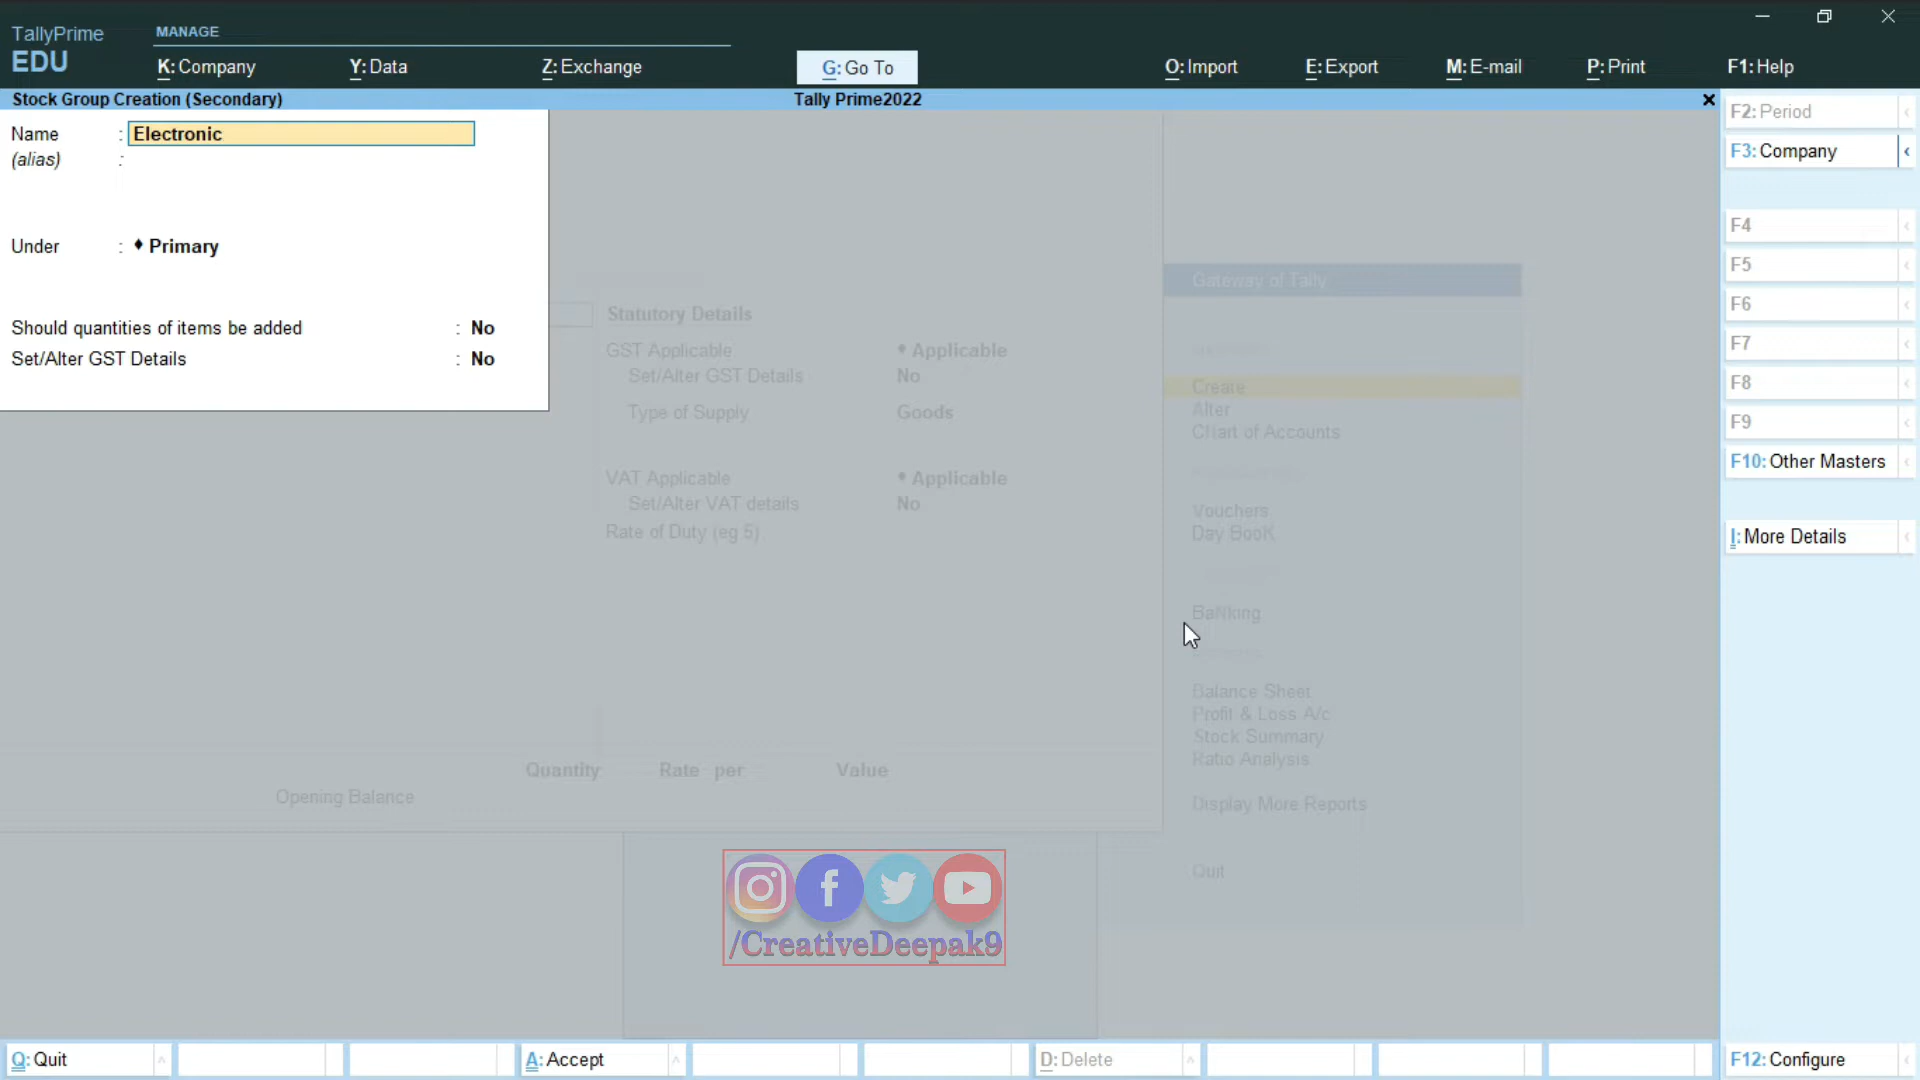 TallyPrime
EDU
MANAGE
K: Company
Y: Data
Z: Exchange
G: Go To
O: Import
E: Export
M: E-mail
P: Print
F1: Help
Stock Group Creation (Secondary)
Tally Prime2022
Name : Electronic
(alias) :
Under : ♦ Primary
Should quantities of items be added : No
Set/Alter GST Details : No
Statutory Details
GST Applicable ♦ Applicable
Set/Alter GST Details No
Type of Supply Goods
VAT Applicable ♦ Applicable
Set/Alter VAT details No
Rate of Duty (eg 5)
Quantity Rate per Value
Opening Balance
Gateway of Tally
Create
Alter
Chart of Accounts
Vouchers
Day Book
BaNking
Balance Sheet
Profit & Loss A/c
Stock Summary
Ratio Analysis
Display More Reports
Quit
/CreativeDeepak9
F2: Period
F3: Company
F4
F5
F6
F7
F8
F9
F10: Other Masters
I: More Details
Q: Quit
A: Accept
D: Delete
F12: Configure